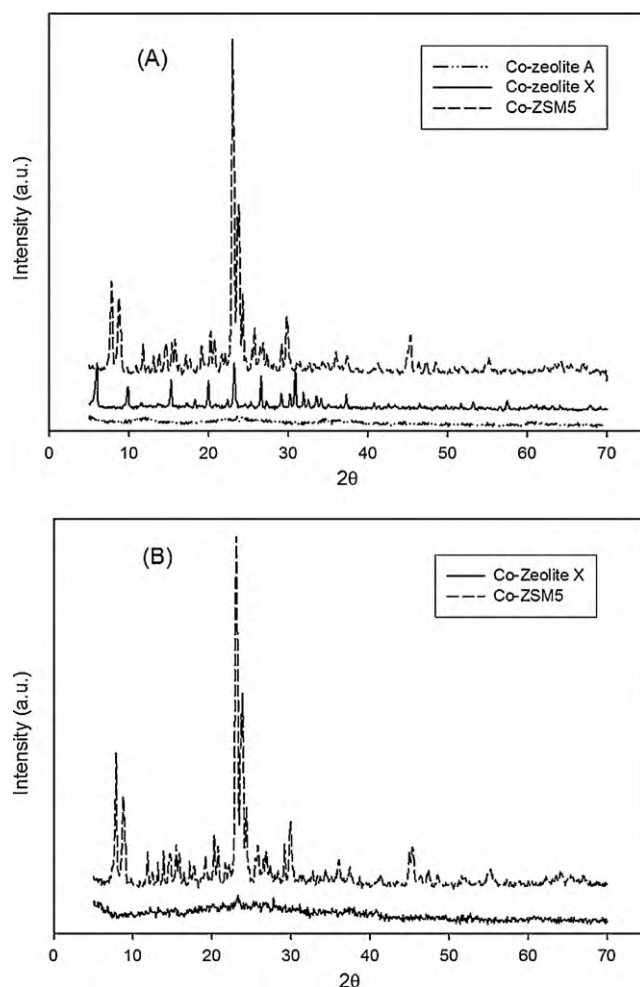 (A)
Co-zeolite A
Co-zeolite X
Co-ZSM5
Intensity (a.u.)
0 10 20 30 40 50 60 70
2θ
(B)
Co-Zeolite X
Co-ZSM5
Intensity (a.u.)
0 10 20 30 40 50 60 70
2θ